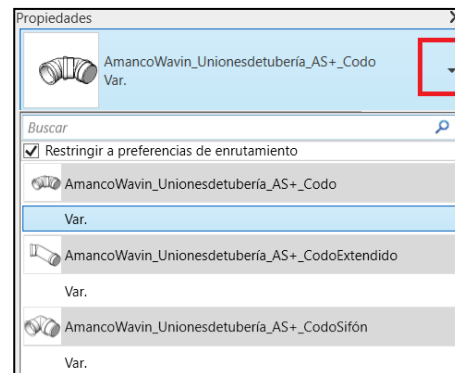 Propiedades
AmancoWavin_Unionesdetubería_AS+_Codo
Var.
Buscar
Restringir a preferencias de enrutamiento
AmancoWavin_Unionesdetubería_AS+_Codo
Var.
AmancoWavin_Unionesdetubería_AS+_CodoExtendido
Var.
AmancoWavin_Unionesdetubería_AS+_CodoSifón
Var.